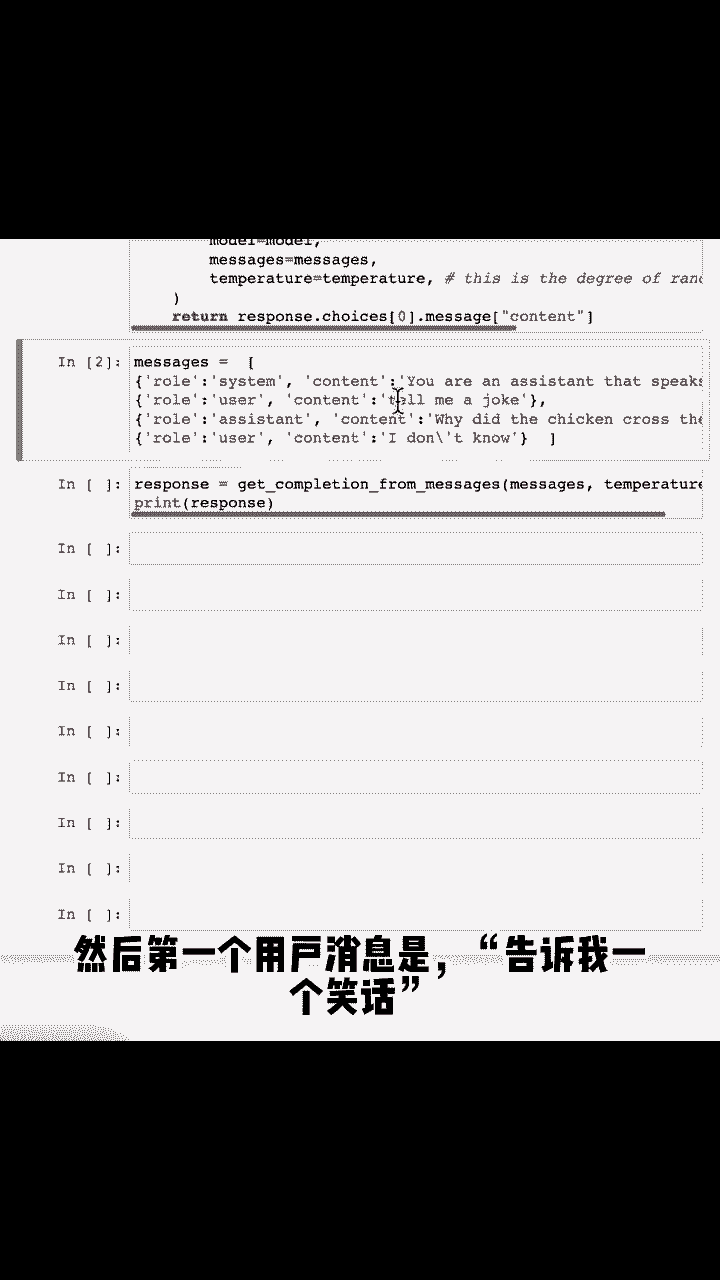 model=model,
messages=messages,
temperature=temperature, # this is the degree of
)
return response.choices[0].message["content"]
In [2]: messages =  [
{'role':'system', 'content':'You are an assistant that speaks
{'role':'user', 'content':'tell me a joke'},
{'role':'assistant', 'content':'Why did the chicken cross the
{'role':'user', 'content':'I don\'t know'}  ]
In [ ]: response = get_completion_from_messages(messages, temperature
print(response)
In [ ]:
In [ ]:
In [ ]:
In [ ]:
In [ ]:
In [ ]:
In [ ]:
In [ ]:
In [ ]:
然后第一个用户消息是，“告诉我一
个笑话”